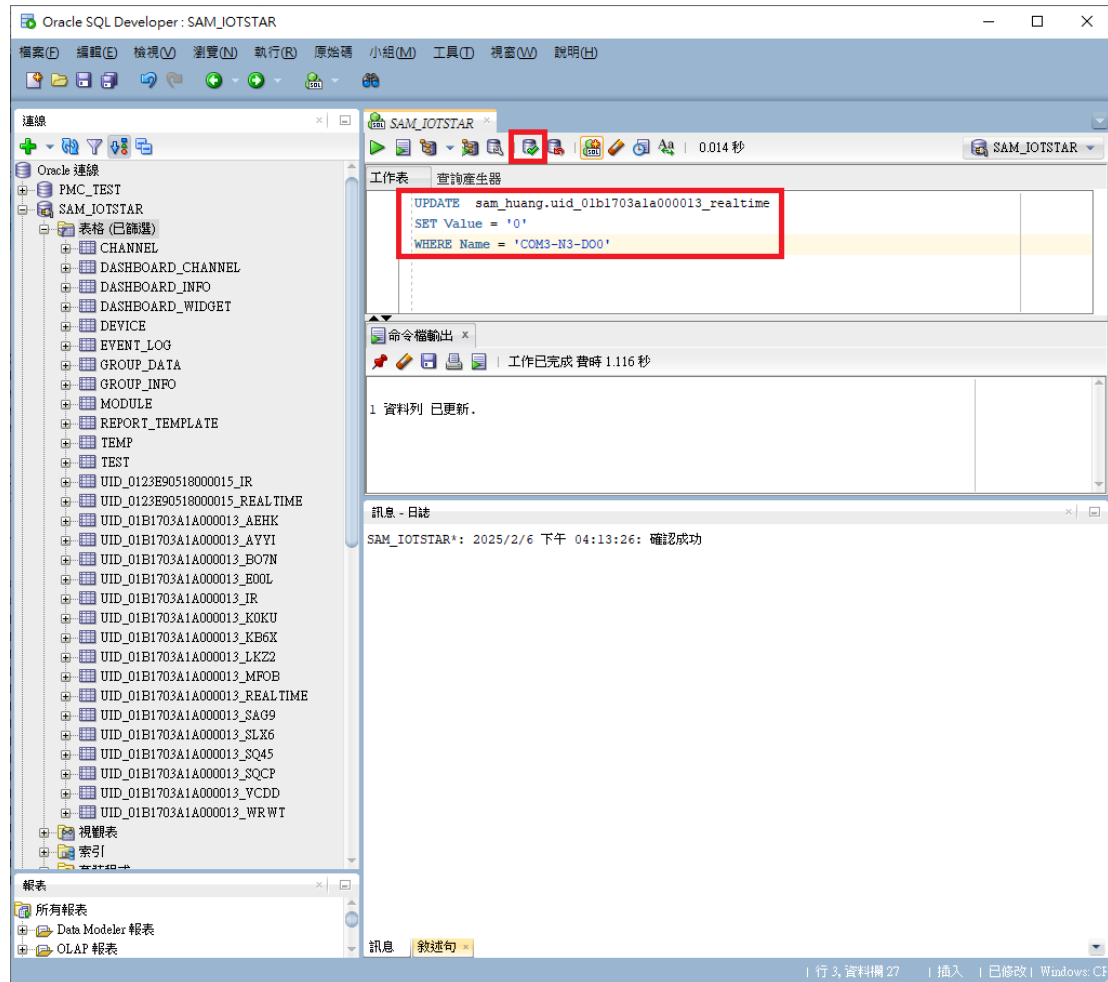 Oracle SQL Developer : SAM_IOTSTAR
檔案(F) 編輯(E) 檢視(V) 瀏覽(N) 執行(R) 原始碼 小組(M) 工具(T) 視窗(W) 說明(H)
連線
Oracle 連線
PMC_TEST
SAM_IOTSTAR
表格 (已篩選)
CHANNEL
DASHBOARD_CHANNEL
DASHBOARD_INFO
DASHBOARD_WIDGET
DEVICE
EVENT_LOG
GROUP_DATA
GROUP_INFO
MODULE
REPORT_TEMPLATE
TEMP
TEST
UID_0123E90518000015_IR
UID_0123E90518000015_REALTIME
UID_01B1703A1A000013_AEHK
UID_01B1703A1A000013_AYYI
UID_01B1703A1A000013_BO7N
UID_01B1703A1A000013_E00L
UID_01B1703A1A000013_IR
UID_01B1703A1A000013_K0KU
UID_01B1703A1A000013_KB6X
UID_01B1703A1A000013_LKZ2
UID_01B1703A1A000013_MFOB
UID_01B1703A1A000013_REALTIME
UID_01B1703A1A000013_SAG9
UID_01B1703A1A000013_SLX6
UID_01B1703A1A000013_SQ45
UID_01B1703A1A000013_SQCP
UID_01B1703A1A000013_VCDD
UID_01B1703A1A000013_WRWT
視觀表
索引
報表
所有報表
Data Modeler 報表
OLAP 報表
SAM_IOTSTAR
0.014 秒
SAM_IOTSTAR
工作表 查詢產生器
UPDATE sam_huang.uid_01b1703a1a000013_realtime
SET Value = '0'
WHERE Name = 'COM3-N3-DO0'
命令檔輸出
工作已完成 費時 1.116 秒
1 資料列 已更新.
訊息 - 日誌
SAM_IOTSTAR*: 2025/2/6 下午 04:13:26: 確認成功
訊息 敘述句
行 3, 資料欄 27 | 插入 | 已修改 | Windows: CF